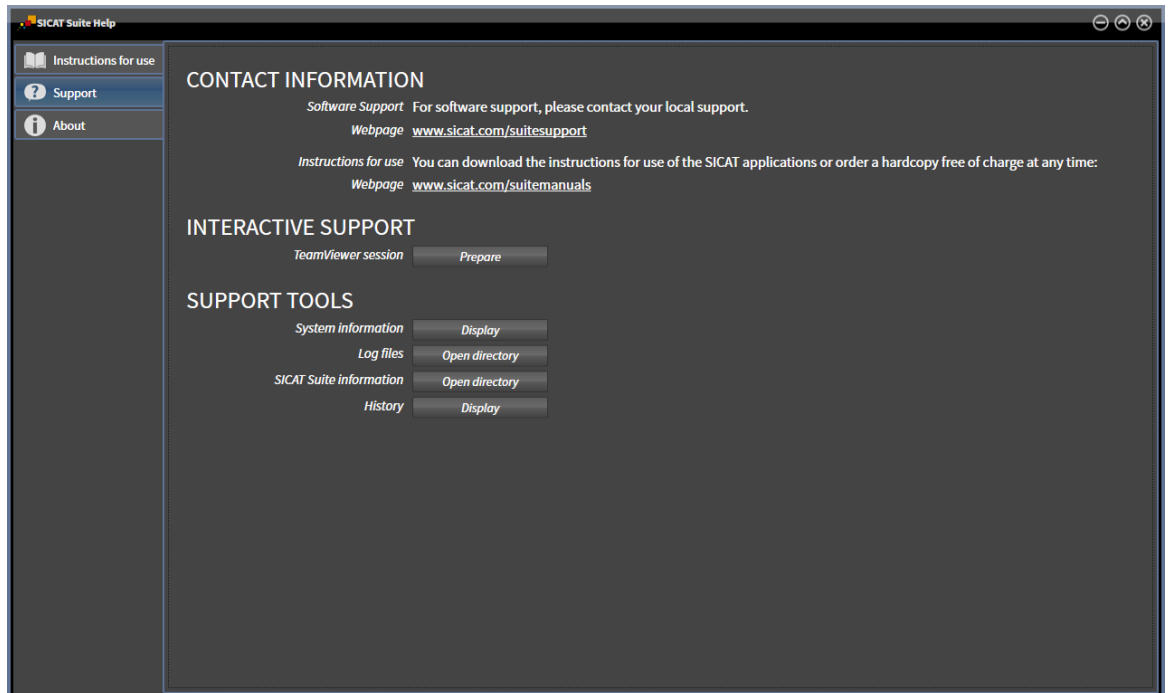 SICAT Suite Help
Instructions for use
Support
About
CONTACT INFORMATION
Software Support For software support, please contact your local support.
Webpage www.sicat.com/suitesupport
Instructions for use You can download the instructions for use of the SICAT applications or order a hardcopy free of charge at any time:
Webpage www.sicat.com/suitemanuals
INTERACTIVE SUPPORT
TeamViewer session Prepare
SUPPORT TOOLS
System information Display
Log files Open directory
SICAT Suite information Open directory
History Display